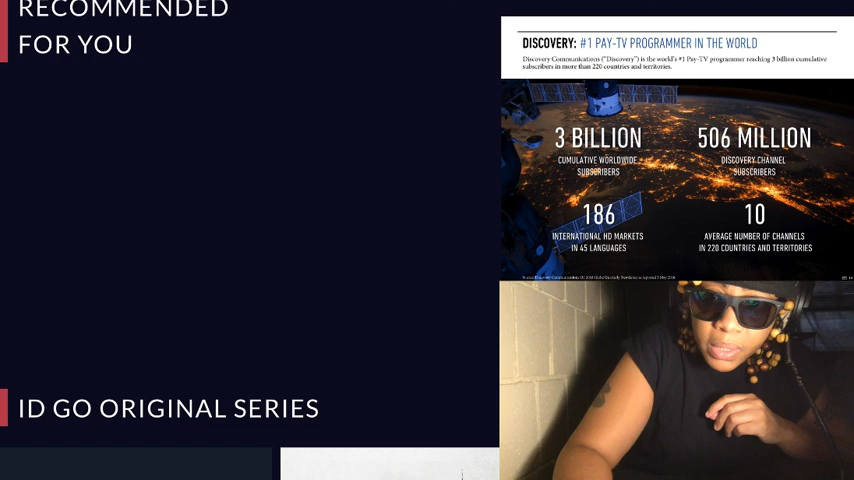 RECOMMENDED
FOR YOU
ID GO ORIGINAL SERIES
DISCOVERY: #1 PAY-TV PROGRAMMER IN THE WORLD
Discovery Communications ("Discovery") is the world's #1 Pay-TV programmer reaching 3 billion cumulative
subscribers in more than 220 countries and territories.
3 BILLION
CUMULATIVE WORLDWIDE
SUBSCRIBERS
506 MILLION
DISCOVERY CHANNEL
SUBSCRIBERS
186
INTERNATIONAL HD MARKETS
IN 45 LANGUAGES
10
AVERAGE NUMBER OF CHANNELS
IN 220 COUNTRIES AND TERRITORIES